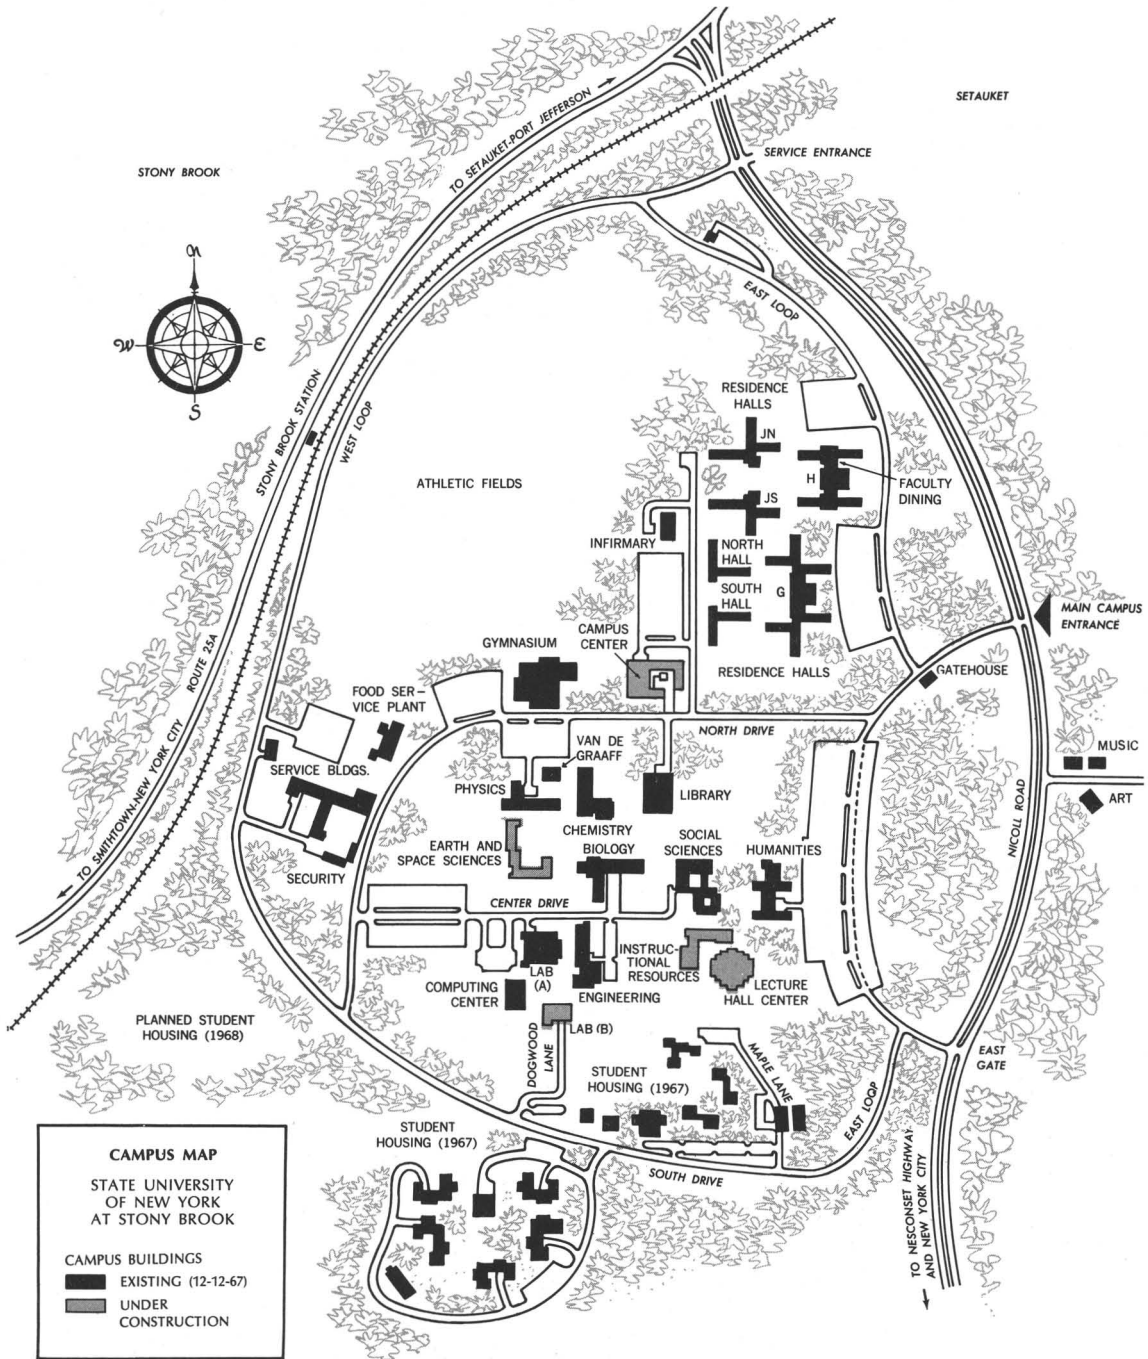 SETAUKET
TO SETAUKET-PORT JEFFERSON
SERVICE ENTRANCE
STONY BROOK
N
W
E
S
EAST LOOP
STONY BROOK STATION
WEST LOOP
RESIDENCE
HALLS
JN
H
FACULTY
DINING
ATHLETIC FIELDS
JS
INFIRMARY
NORTH
HALL
SOUTH
HALL
G
MAIN CAMPUS
ENTRANCE
CAMPUS
CENTER
GYMNASIUM
RESIDENCE HALLS
GATEHOUSE
ROUTE 25A
FOOD SER-
VICE PLANT
NORTH DRIVE
VAN DE
GRAAFF
MUSIC
SERVICE BLDGS.
PHYSICS
LIBRARY
ART
NICOLL ROAD
TO SMITHTOWN-NEW YORK CITY
CHEMISTRY
BIOLOGY
SOCIAL
SCIENCES
HUMANITIES
EARTH AND
SPACE SCIENCES
SECURITY
CENTER DRIVE
INSTRUC-
TIONAL
RESOURCES
LAB
(A)
COMPUTING
CENTER
ENGINEERING
LECTURE
HALL CENTER
PLANNED STUDENT
HOUSING (1968)
LAB (B)
DOGWOOD
LANE
MAPLE LANE
EAST
GATE
STUDENT
HOUSING (1967)
EAST LOOP
STUDENT
HOUSING (1967)
SOUTH DRIVE
TO NESCONSET HIGHWAY
AND NEW YORK CITY
CAMPUS MAP
STATE UNIVERSITY
OF NEW YORK
AT STONY BROOK
CAMPUS BUILDINGS
EXISTING (12-12-67)
UNDER
CONSTRUCTION